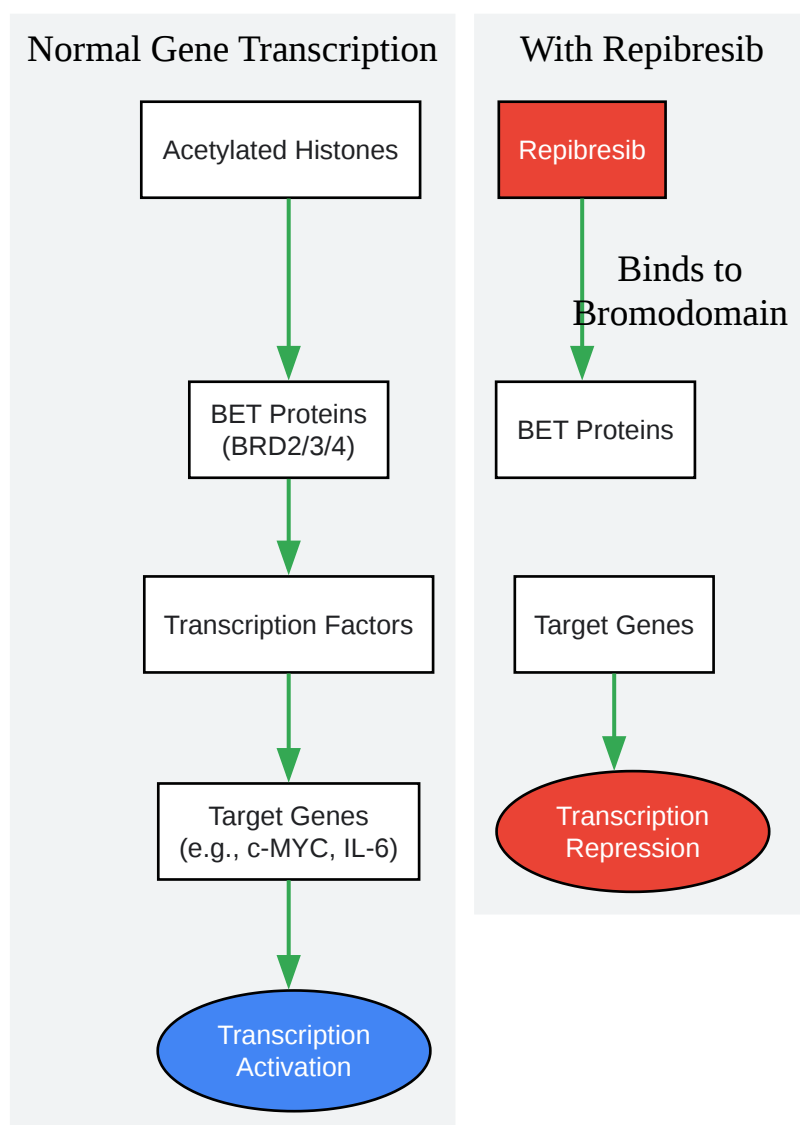 Normal Gene Transcription
Acetylated Histones
BET Proteins
(BRD2/3/4)
Transcription Factors
Target Genes
(e.g., c-MYC, IL-6)
Transcription
Activation
With Repibresib
Repibresib
Binds to
Bromodomain
BET Proteins
Target Genes
Transcription
Repression